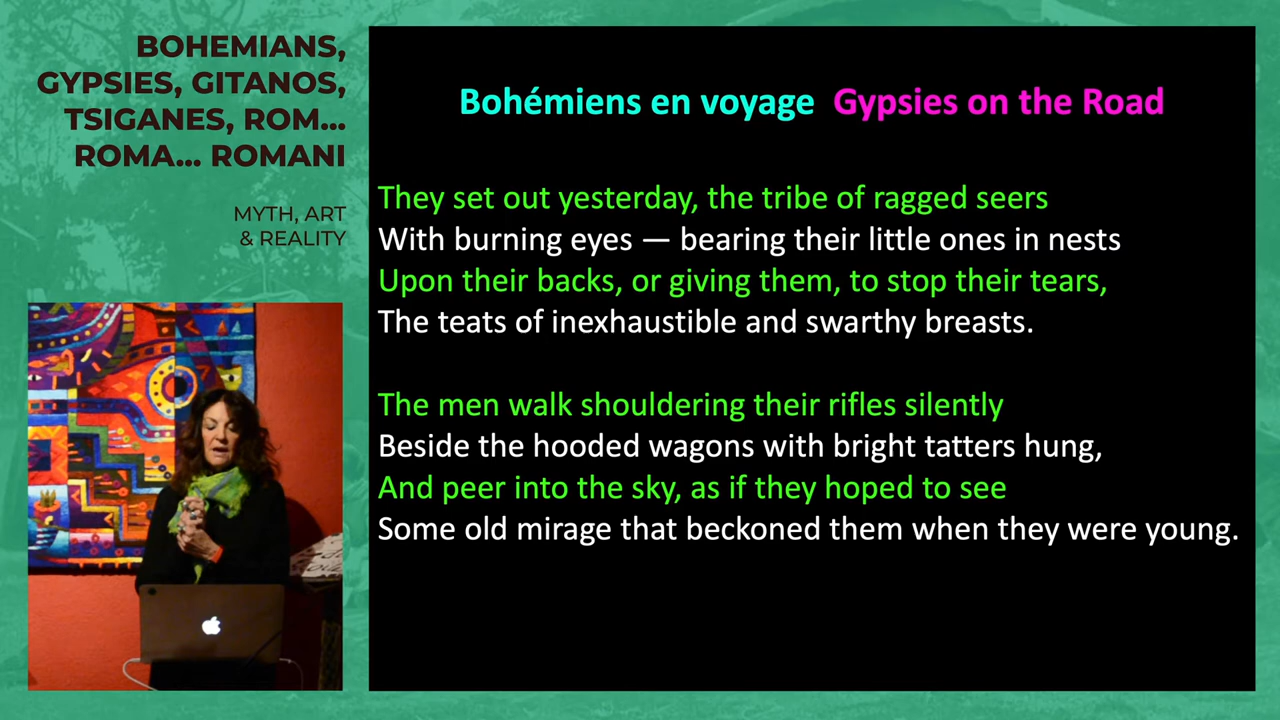 BOHEMIANS,
GYPSIES, GITANOS,
TSIGANES, ROM...
ROMA... ROMANI
MYTH, ART
& REALITY
Bohémiens en voyage Gypsies on the Road
They set out yesterday, the tribe of ragged seers
With burning eyes — bearing their little ones in nests
Upon their backs, or giving them, to stop their tears,
The teats of inexhaustible and swarthy breasts.
The men walk shouldering their rifles silently
Beside the hooded wagons with bright tatters hung,
And peer into the sky, as if they hoped to see
Some old mirage that beckoned them when they were young.